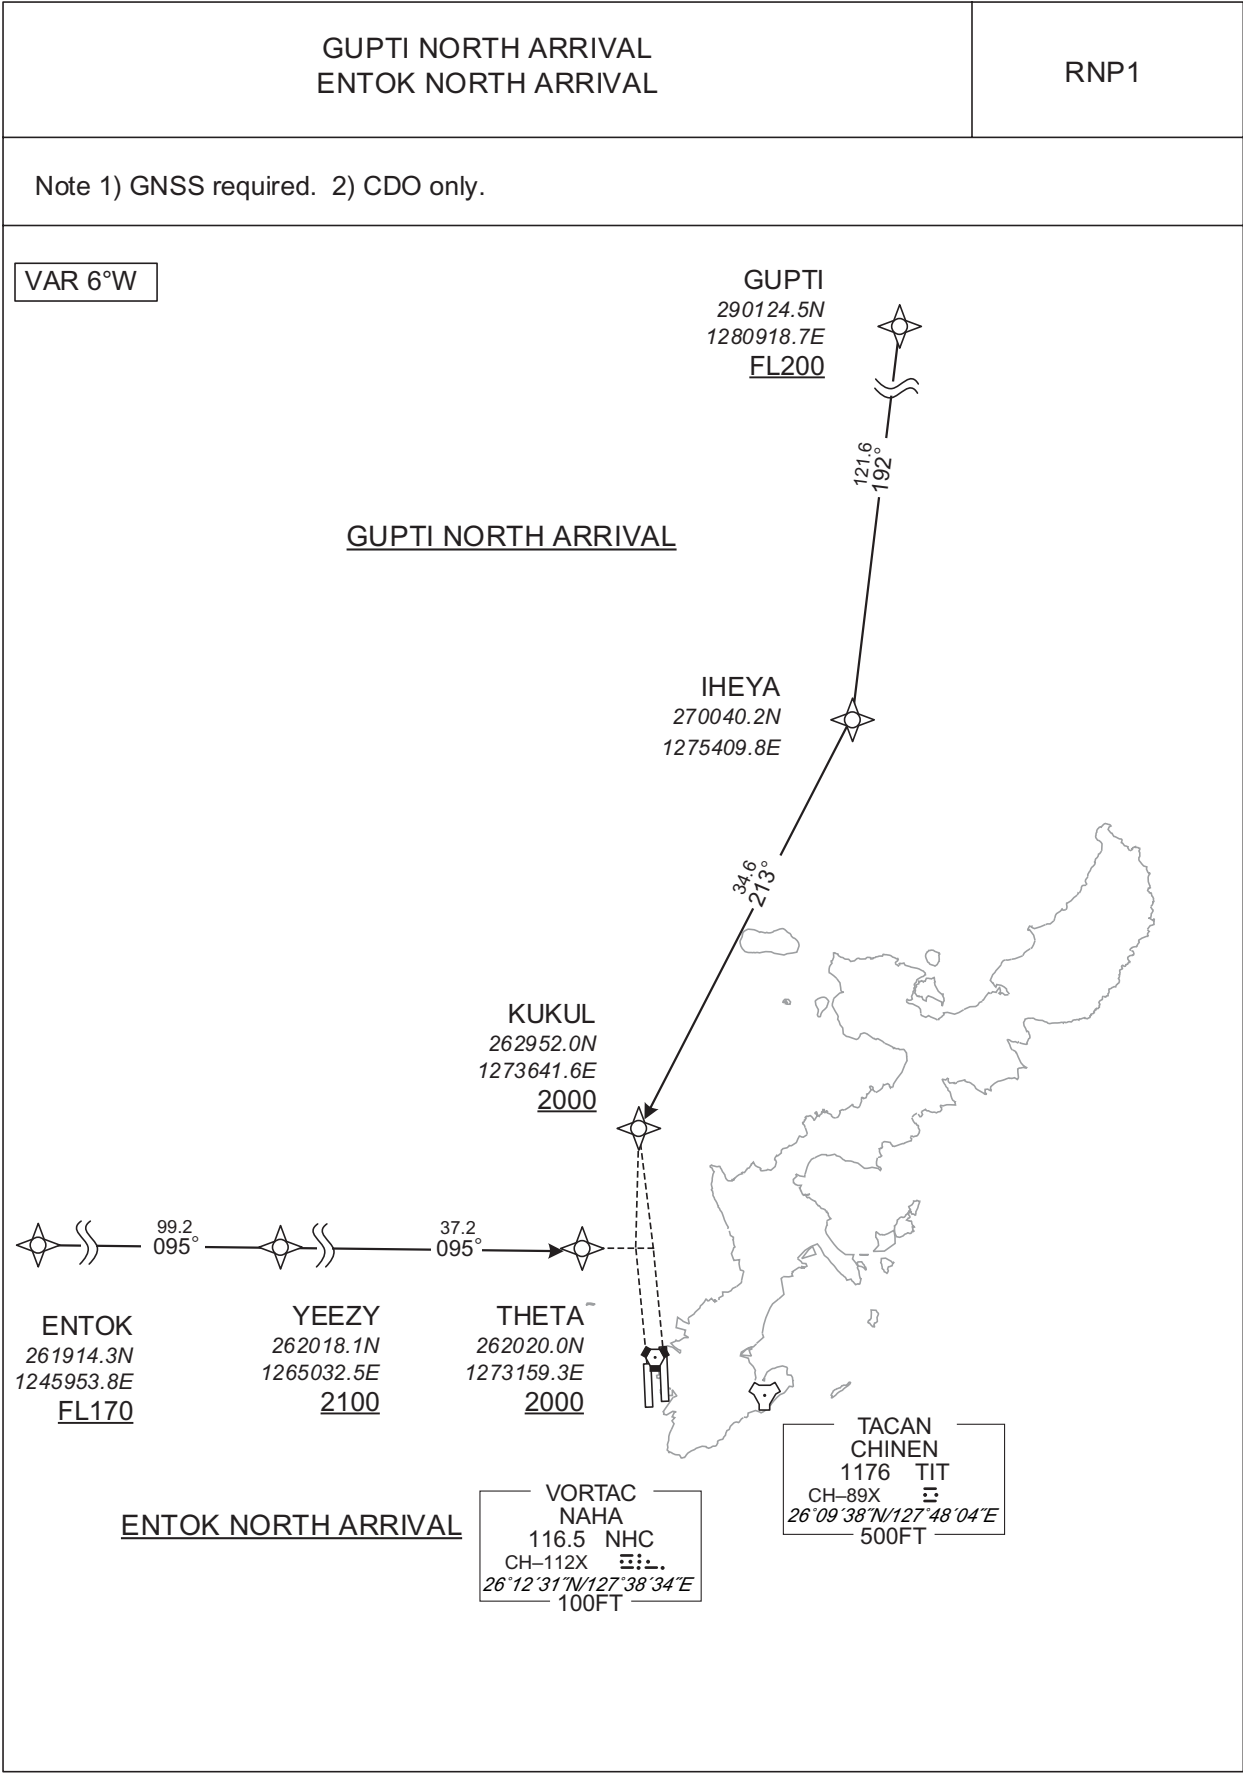 GUPTI NORTH ARRIVAL
ENTOK NORTH ARRIVAL
RNP1
Note 1) GNSS required.  2) CDO only.
VAR 6°W
GUPTI
290124.5N
1280918.7E
FL200
121.6
192°
GUPTI NORTH ARRIVAL
IHEYA
270040.2N
1275409.8E
34.6
213°
KUKUL
262952.0N
1273641.6E
2000
99.2
095°
37.2
095°
ENTOK
261914.3N
1245953.8E
FL170
YEEZY
262018.1N
1265032.5E
2100
THETA
262020.0N
1273159.3E
2000
TACAN
CHINEN
1176 TIT
CH–89X
26°09′38″N/127°48′04″E
500FT
ENTOK NORTH ARRIVAL
VORTAC
NAHA
116.5 NHC
CH–112X
26°12′31″N/127°38′34″E
100FT